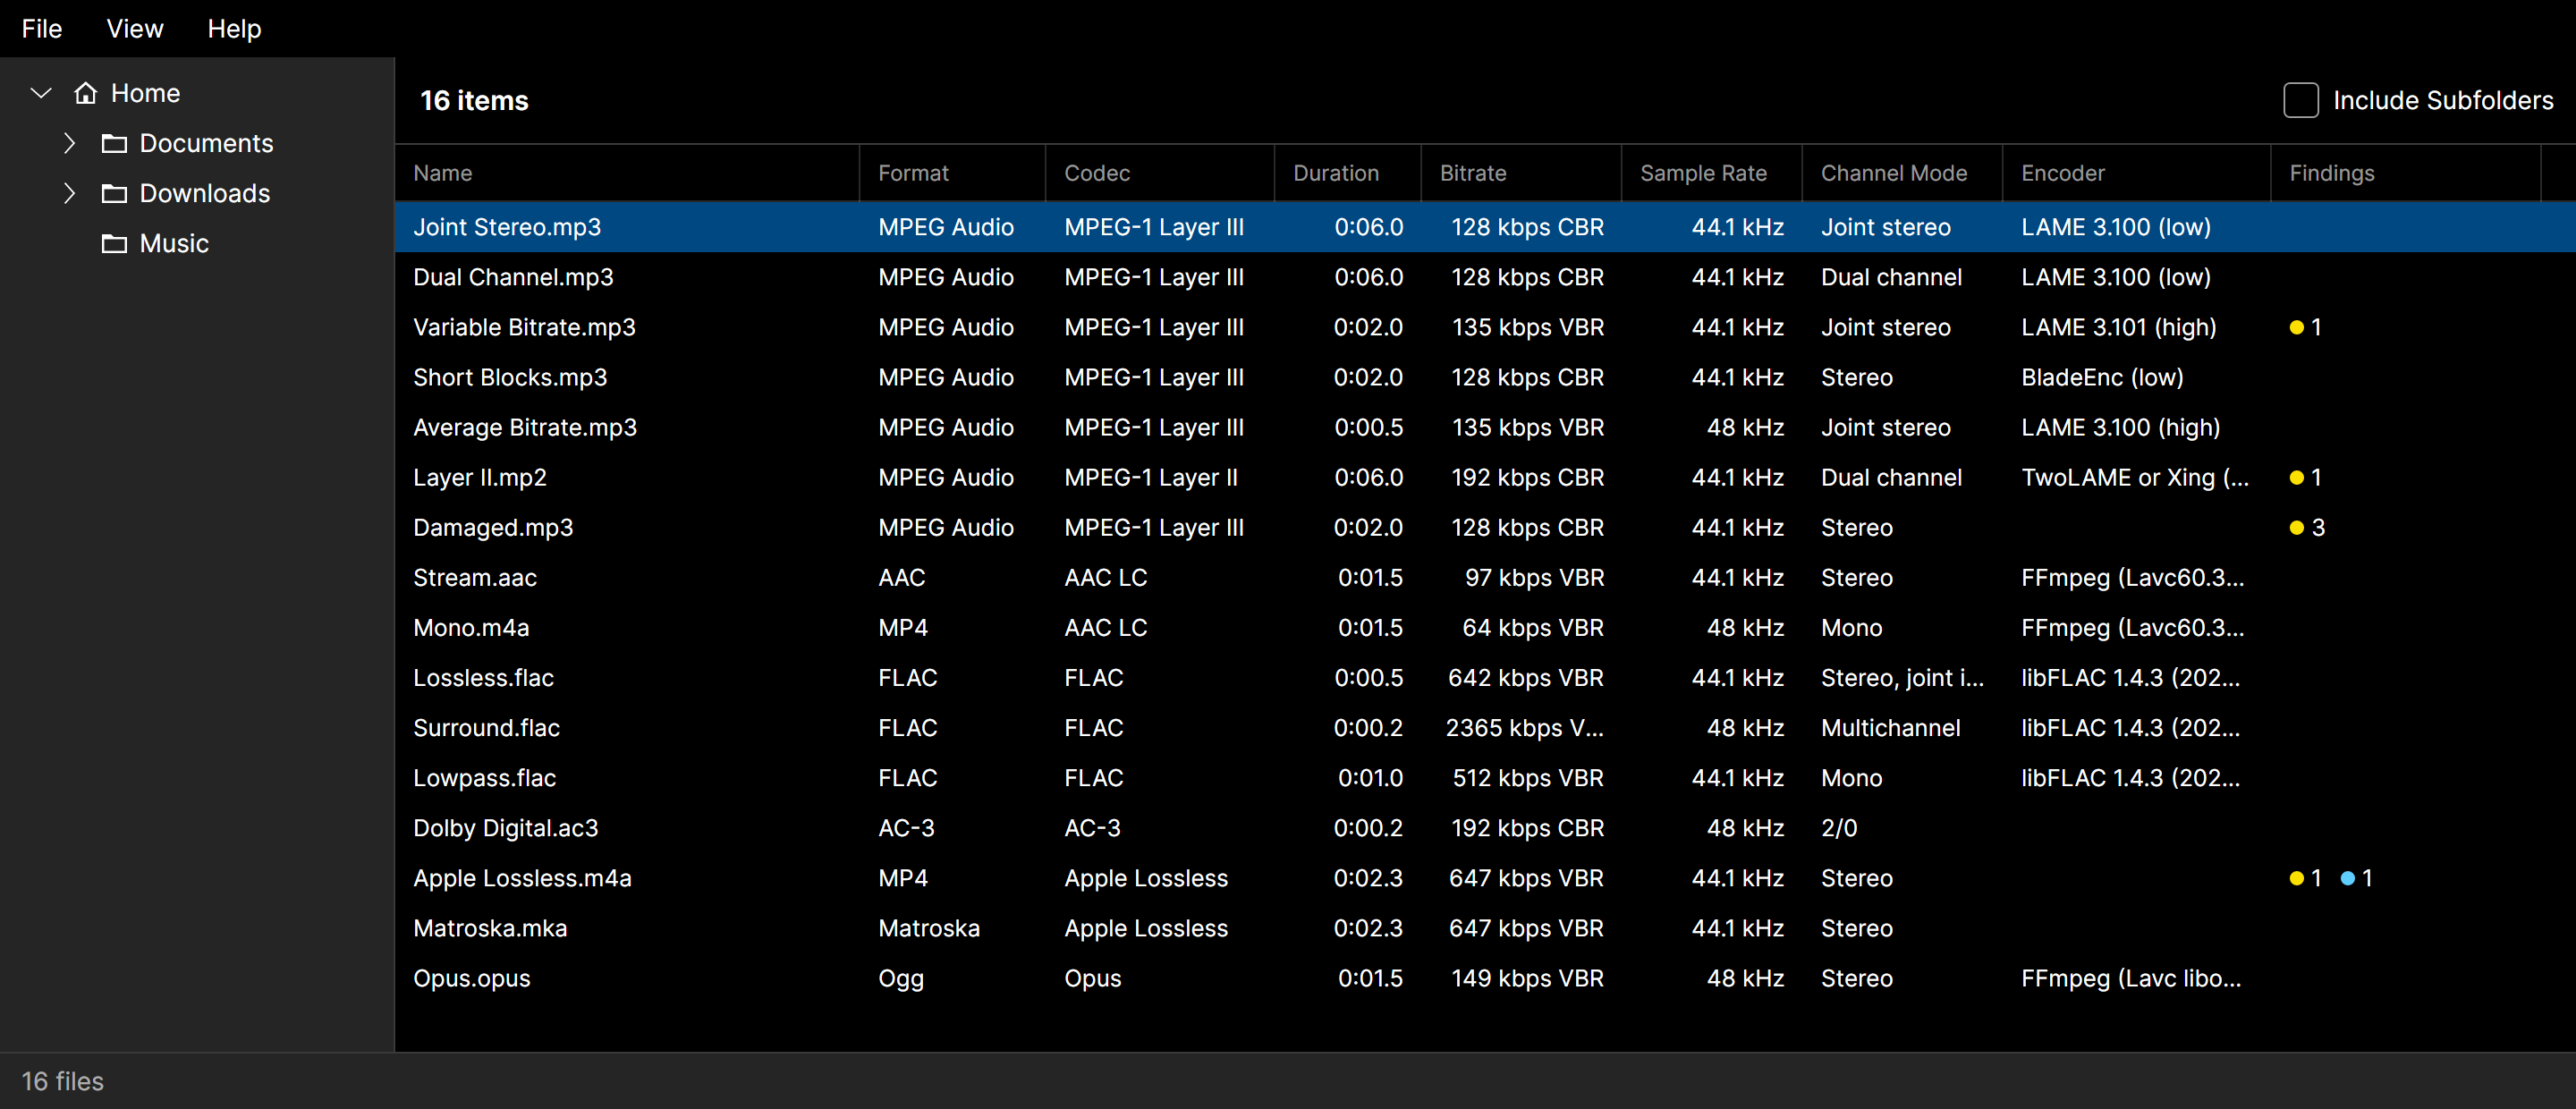 File View Help
Home
Documents
Downloads
Music
16 items
Include Subfolders
Name Format Codec Duration Bitrate Sample Rate Channel Mode Encoder Findings
Joint Stereo.mp3 MPEG Audio MPEG-1 Layer III 0:06.0 128 kbps CBR 44.1 kHz Joint stereo LAME 3.100 (low)
Dual Channel.mp3 MPEG Audio MPEG-1 Layer III 0:06.0 128 kbps CBR 44.1 kHz Dual channel LAME 3.100 (low)
Variable Bitrate.mp3 MPEG Audio MPEG-1 Layer III 0:02.0 135 kbps VBR 44.1 kHz Joint stereo LAME 3.101 (high) 1
Short Blocks.mp3 MPEG Audio MPEG-1 Layer III 0:02.0 128 kbps CBR 44.1 kHz Stereo BladeEnc (low)
Average Bitrate.mp3 MPEG Audio MPEG-1 Layer III 0:00.5 135 kbps VBR 48 kHz Joint stereo LAME 3.100 (high)
Layer II.mp2 MPEG Audio MPEG-1 Layer II 0:06.0 192 kbps CBR 44.1 kHz Dual channel TwoLAME or Xing (... 1
Damaged.mp3 MPEG Audio MPEG-1 Layer III 0:02.0 128 kbps CBR 44.1 kHz Stereo 3
Stream.aac AAC AAC LC 0:01.5 97 kbps VBR 44.1 kHz Stereo FFmpeg (Lavc60.3...
Mono.m4a MP4 AAC LC 0:01.5 64 kbps VBR 48 kHz Mono FFmpeg (Lavc60.3...
Lossless.flac FLAC FLAC 0:00.5 642 kbps VBR 44.1 kHz Stereo, joint i... libFLAC 1.4.3 (202...
Surround.flac FLAC FLAC 0:00.2 2365 kbps V... 48 kHz Multichannel libFLAC 1.4.3 (202...
Lowpass.flac FLAC FLAC 0:01.0 512 kbps VBR 44.1 kHz Mono libFLAC 1.4.3 (202...
Dolby Digital.ac3 AC-3 AC-3 0:00.2 192 kbps CBR 48 kHz 2/0
Apple Lossless.m4a MP4 Apple Lossless 0:02.3 647 kbps VBR 44.1 kHz Stereo 1 1
Matroska.mka Matroska Apple Lossless 0:02.3 647 kbps VBR 44.1 kHz Stereo
Opus.opus Ogg Opus 0:01.5 149 kbps VBR 48 kHz Stereo FFmpeg (Lavc libo...
16 files